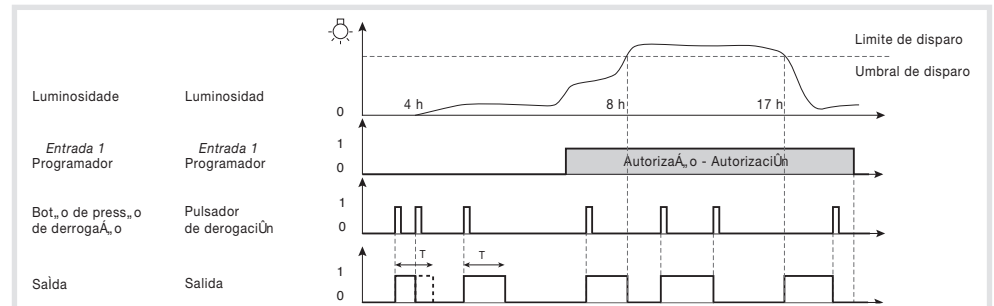 Limite de disparo
Umbral de disparo
Luminosidade Luminosidad
0 4 h 8 h 17 h
Entrada 1 Entrada 1
Programador Programador
1
0
AutorizaÁ„o - AutorizaciÛn
Bot„o de press„o Pulsador
de derrogaÁ„o de derogaciÛn
1
0
T T
SaÌda Salida
1
0